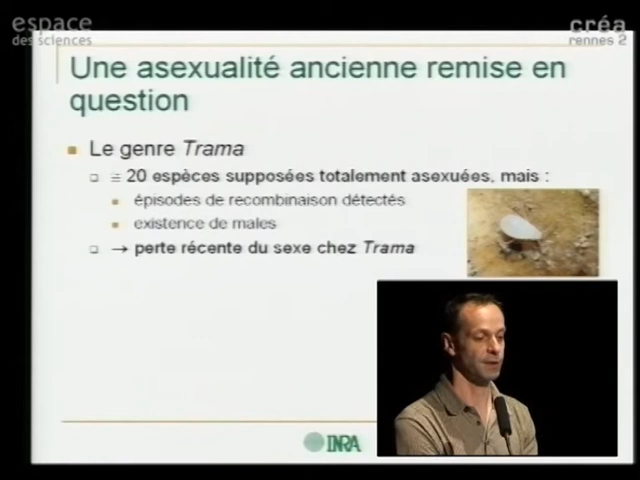 espace
des sciences
créa
rennes 2
Une asexualité ancienne remise en
question
Le genre Trama
≅ 20 espèces supposées totalement asexuées, mais :
épisodes de recombinaison détectés
existence de males
→ perte récente du sexe chez Trama
INRA